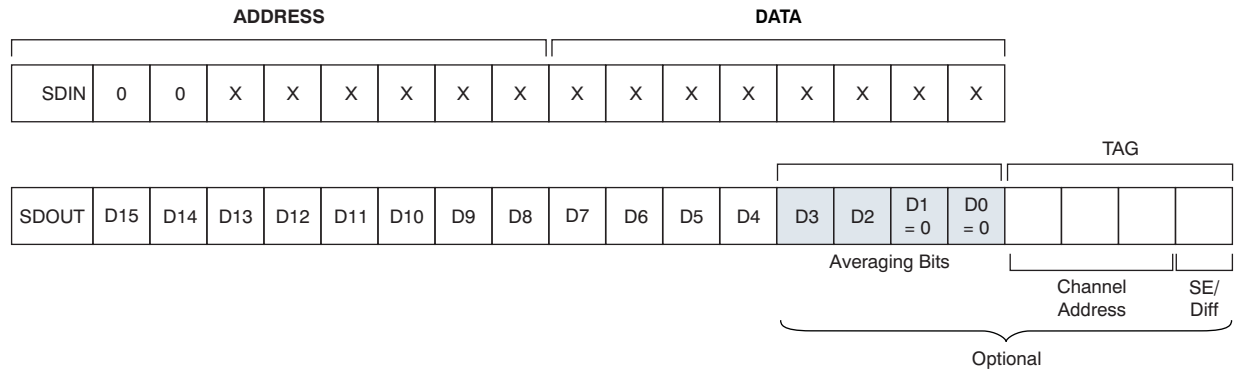 ADDRESS DATA
SDIN 0 0 X X X X X X X X X X X X X X
TAG
SDOUT D15 D14 D13 D12 D11 D10 D9 D8 D7 D6 D5 D4 D3 D2 D1 = 0 D0 = 0
Averaging Bits
Channel Address
SE/ Diff
Optional